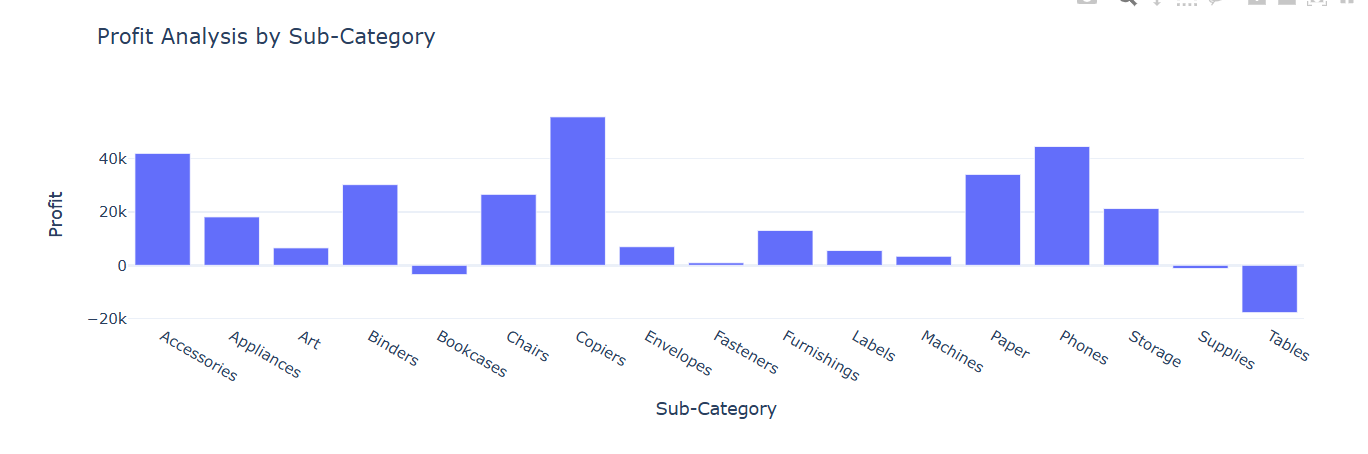 Profit Analysis by Sub-Category
40k
20k
0
−20k
Profit
Accessories
Appliances
Art
Binders
Bookcases
Chairs
Copiers
Envelopes
Fasteners
Furnishings
Labels
Machines
Paper
Phones
Storage
Supplies
Tables
Sub-Category